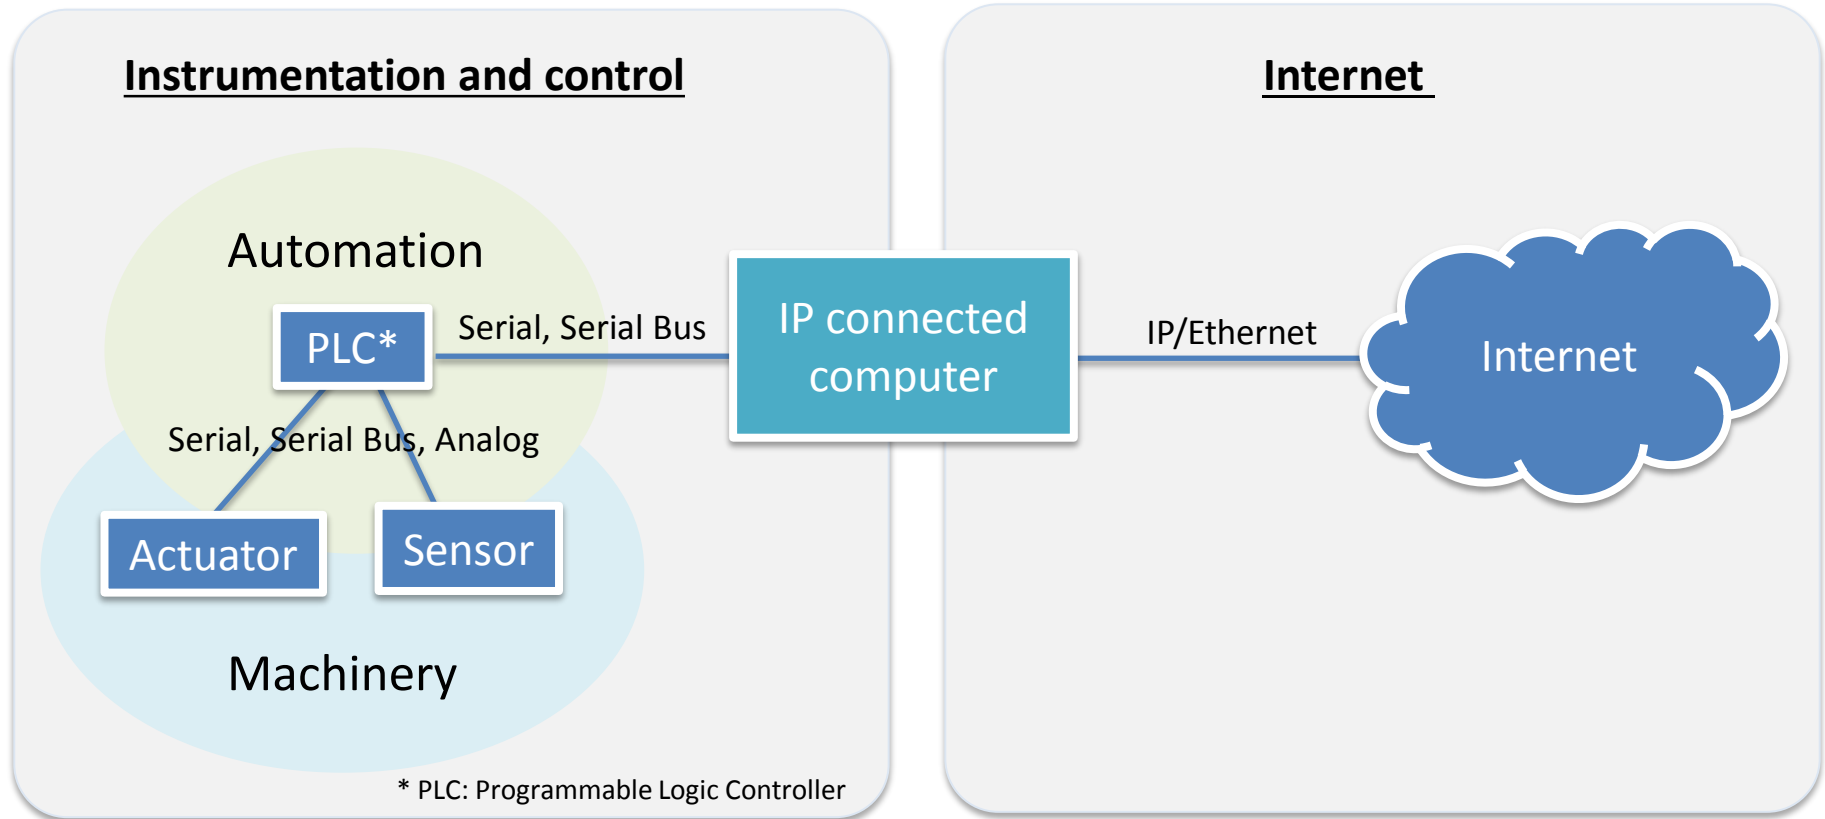 Instrumentation and control
Automation
PLC*
Serial, Serial Bus
Serial, Serial Bus, Analog
Actuator
Sensor
Machinery
* PLC: Programmable Logic Controller
IP connected
computer
Internet
IP/Ethernet
Internet